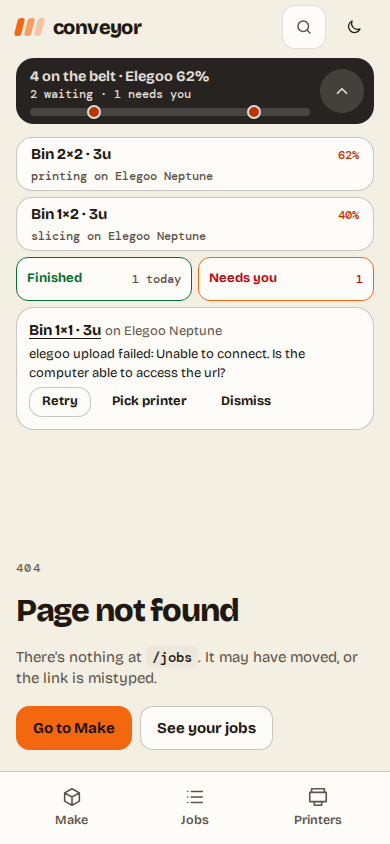 conveyor
4 on the belt · Elegoo 62%
2 waiting · 1 needs you
Bin 2×2 · 3u
62%
printing on Elegoo Neptune
Bin 1×2 · 3u
40%
slicing on Elegoo Neptune
Finished
1 today
Needs you
1
Bin 1×1 · 3u on Elegoo Neptune
elegoo upload failed: Unable to connect. Is the
computer able to access the url?
Retry
Pick printer
Dismiss
404
Page not found
There's nothing at /jobs. It may have moved, or
the link is mistyped.
Go to Make
See your jobs
Make
Jobs
Printers